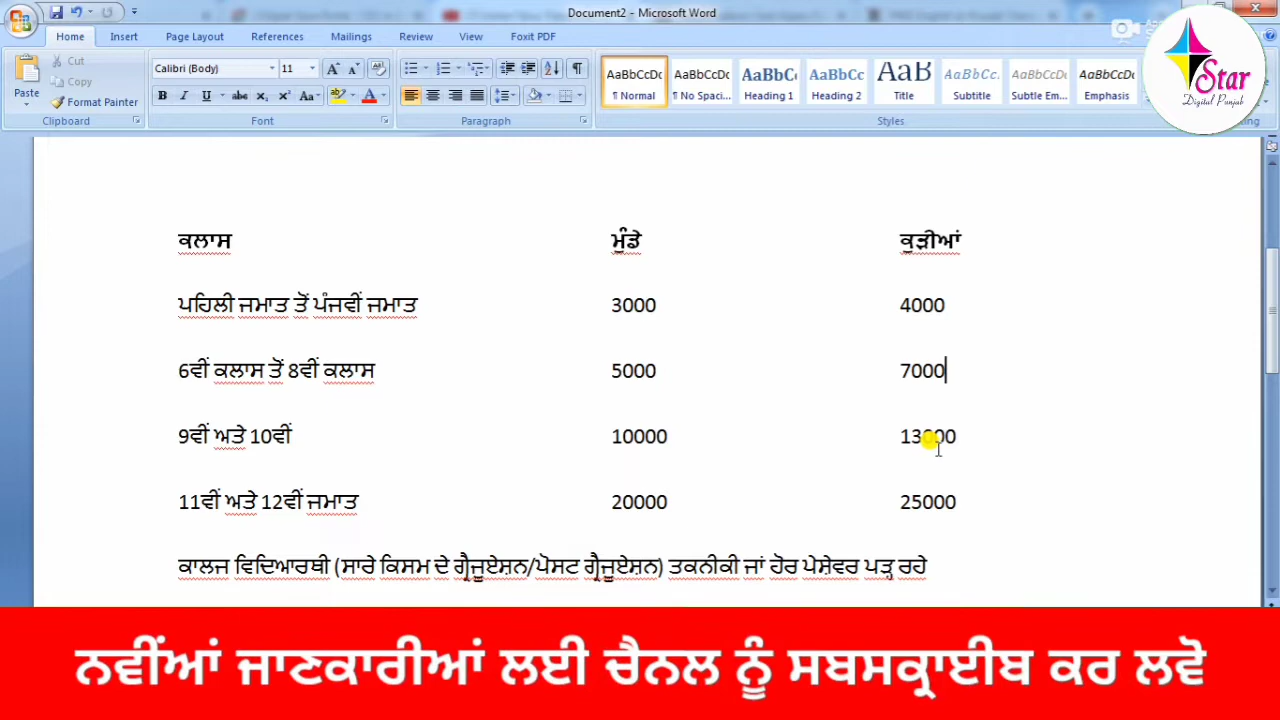 Document2 - Microsoft Word
Home Insert Page Layout References Mailings Review View Foxit PDF
Paste
Cut
Copy
Format Painter
Clipboard
Calibri (Body) 11
Font
Paragraph
AaBbCcDc AaBbCcDc AaBbCc AaBbCc AaB AaBbCc. AaBbCcDc AaBbCcDc
¶ Normal ¶ No Spaci... Heading 1 Heading 2 Title Subtitle Subtle Em... Emphasis
Styles
Star
Digital Punjab
ਕਲਾਸ ਮੁੰਡੇ ਕੁੜੀਆਂ
ਪਹਿਲੀ ਜਮਾਤ ਤੋਂ ਪੰਜਵੀਂ ਜਮਾਤ 3000 4000
6ਵੀਂ ਕਲਾਸ ਤੋਂ 8ਵੀਂ ਕਲਾਸ 5000 7000
9ਵੀਂ ਅਤੇ 10ਵੀਂ 10000 13000
11ਵੀਂ ਅਤੇ 12ਵੀਂ ਜਮਾਤ 20000 25000
ਕਾਲਜ ਵਿਦਿਆਰਥੀ (ਸਾਰੇ ਕਿਸਮ ਦੇ ਗ੍ਰੈਜੂਏਸ਼ਨ/ਪੋਸਟ ਗ੍ਰੈਜੂਏਸ਼ਨ) ਤਕਨੀਕੀ ਜਾਂ ਹੋਰ ਪੇਸ਼ੇਵਰ ਪੜ੍ਹ ਰਹੇ
ਨਵੀਂਆਂ ਜਾਣਕਾਰੀਆਂ ਲਈ ਚੈਨਲ ਨੂੰ ਸਬਸਕ੍ਰਾਈਬ ਕਰ ਲਵੋ